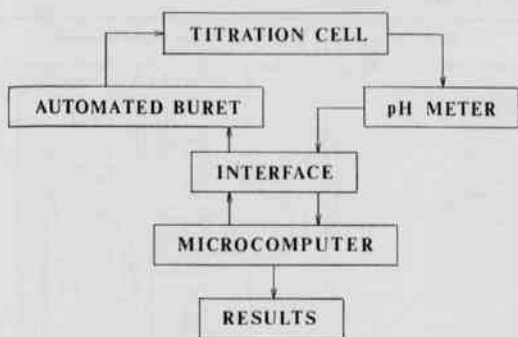 TITRATION CELL
AUTOMATED BURET
pH METER
INTERFACE
MICROCOMPUTER
RESULTS